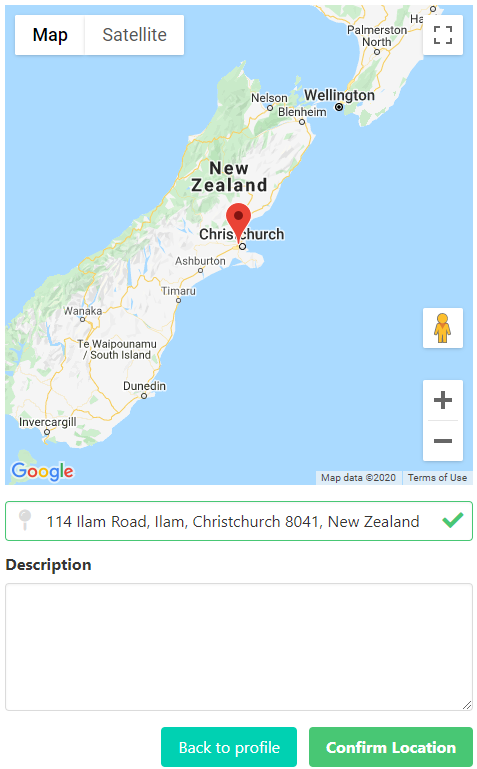 Map Satellite
Palmerston
North
Nelson
Wellington
Blenheim
New
Zealand
Christchurch
Ashburton
Timaru
Wanaka
Te Waipounamu
/ South Island
Dunedin
Invercargill
Google
Map data ©2020 Terms of Use
114 Ilam Road, Ilam, Christchurch 8041, New Zealand
Description
Back to profile Confirm Location